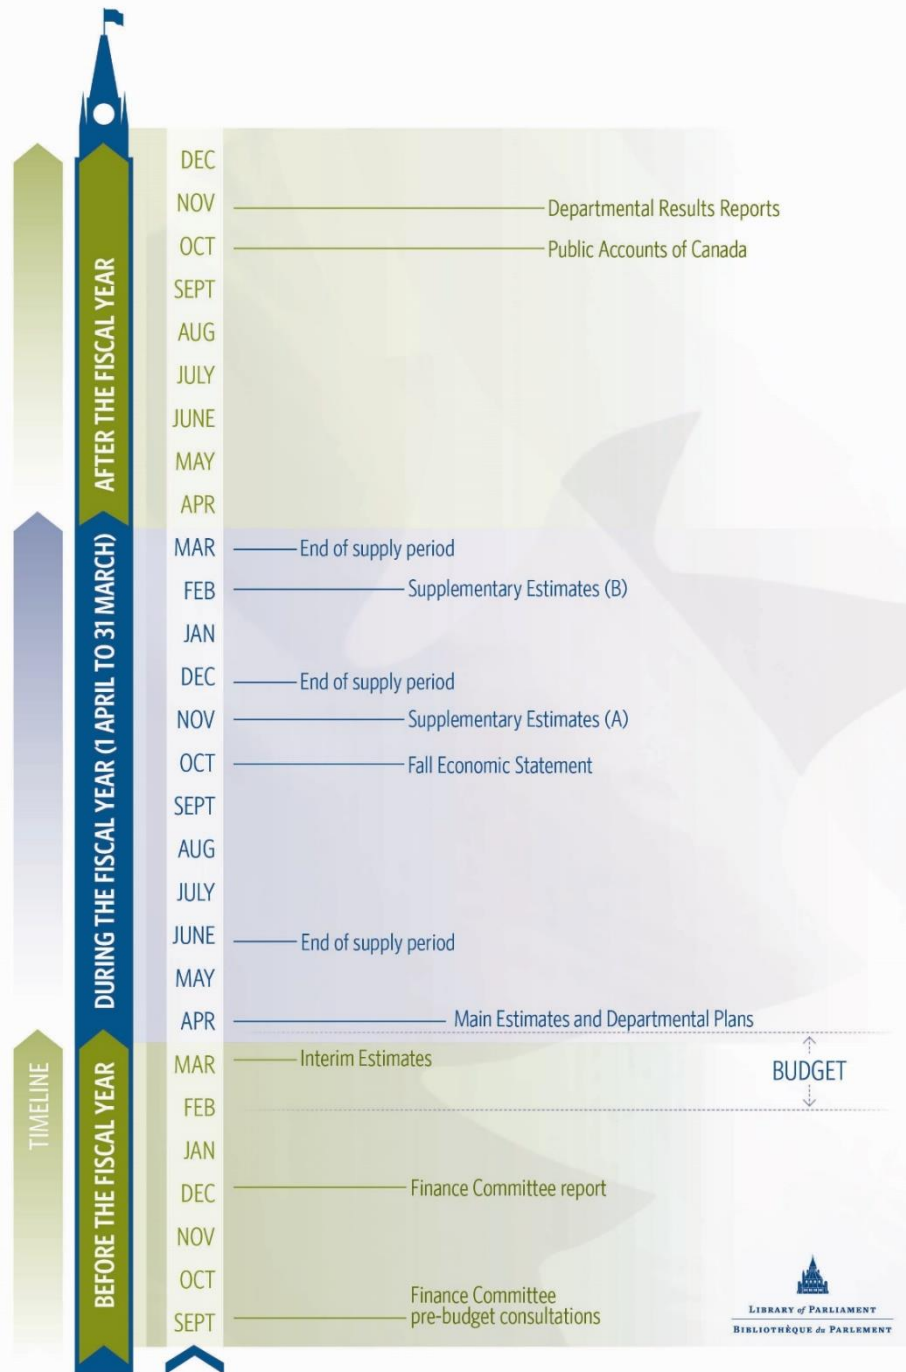 DEC
NOV
Departmental Results Reports
OCT
Public Accounts of Canada
SEPT
AUG
JULY
JUNE
MAY
APR
AFTER THE FISCAL YEAR
MAR
End of supply period
FEB
Supplementary Estimates (B)
JAN
DEC
End of supply period
NOV
Supplementary Estimates (A)
OCT
Fall Economic Statement
SEPT
AUG
JULY
JUNE
End of supply period
MAY
APR
Main Estimates and Departmental Plans
DURING THE FISCAL YEAR (1 APRIL TO 31 MARCH)
MAR
Interim Estimates
BUDGET
FEB
JAN
DEC
Finance Committee report
NOV
OCT
SEPT
Finance Committee
pre-budget consultations
BEFORE THE FISCAL YEAR
TIMELINE
LIBRARY of PARLIAMENT
BIBLIOTHÈQUE du PARLEMENT